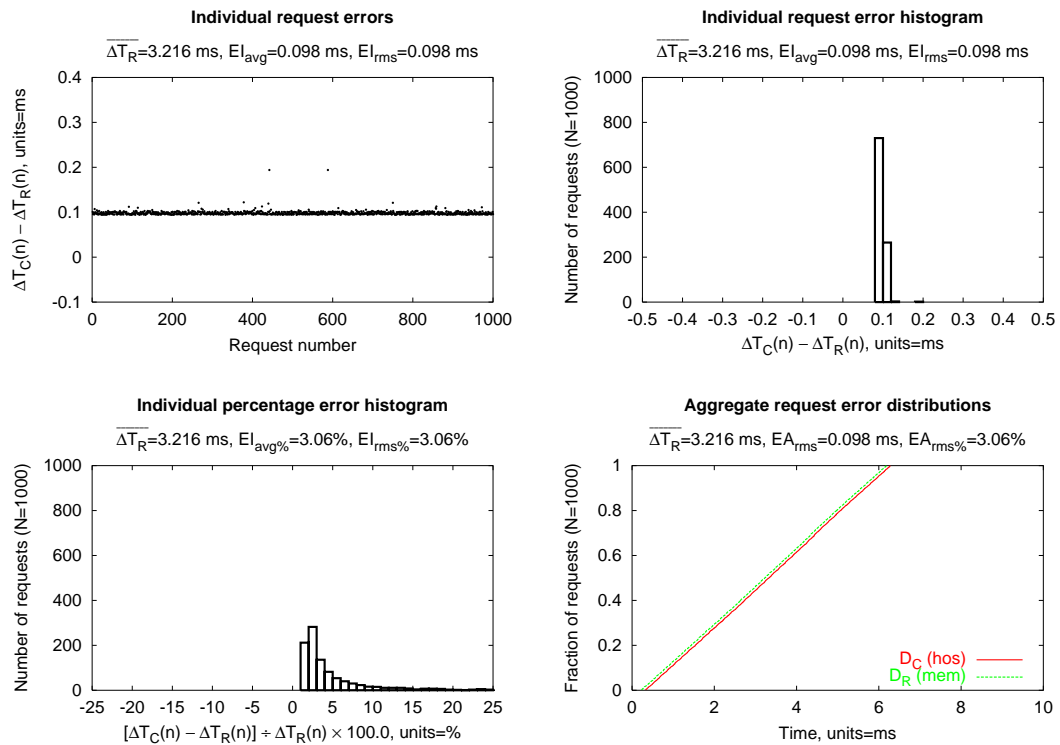 Individual request errors
ΔT_R=3.216 ms, EI_avg=0.098 ms, EI_rms=0.098 ms
ΔT_C(n) − ΔT_R(n), units=ms
0.4
0.3
0.2
0.1
0
-0.1
0 200 400 600 800 1000
Request number
Individual request error histogram
ΔT_R=3.216 ms, EI_avg=0.098 ms, EI_rms=0.098 ms
Number of requests (N=1000)
1000
800
600
400
200
0
-0.5 -0.4 -0.3 -0.2 -0.1 0 0.1 0.2 0.3 0.4 0.5
ΔT_C(n) − ΔT_R(n), units=ms
Individual percentage error histogram
ΔT_R=3.216 ms, EI_avg%=3.06%, EI_rms%=3.06%
Number of requests (N=1000)
1000
800
600
400
200
0
-25 -20 -15 -10 -5 0 5 10 15 20 25
[ΔT_C(n) − ΔT_R(n)] ÷ ΔT_R(n) × 100.0, units=%
Aggregate request error distributions
ΔT_R=3.216 ms, EA_rms=0.098 ms, EA_rms%=3.06%
Fraction of requests (N=1000)
1
0.8
0.6
0.4
0.2
0
0 2 4 6 8 10
Time, units=ms
D_C (hos)
D_R (mem)